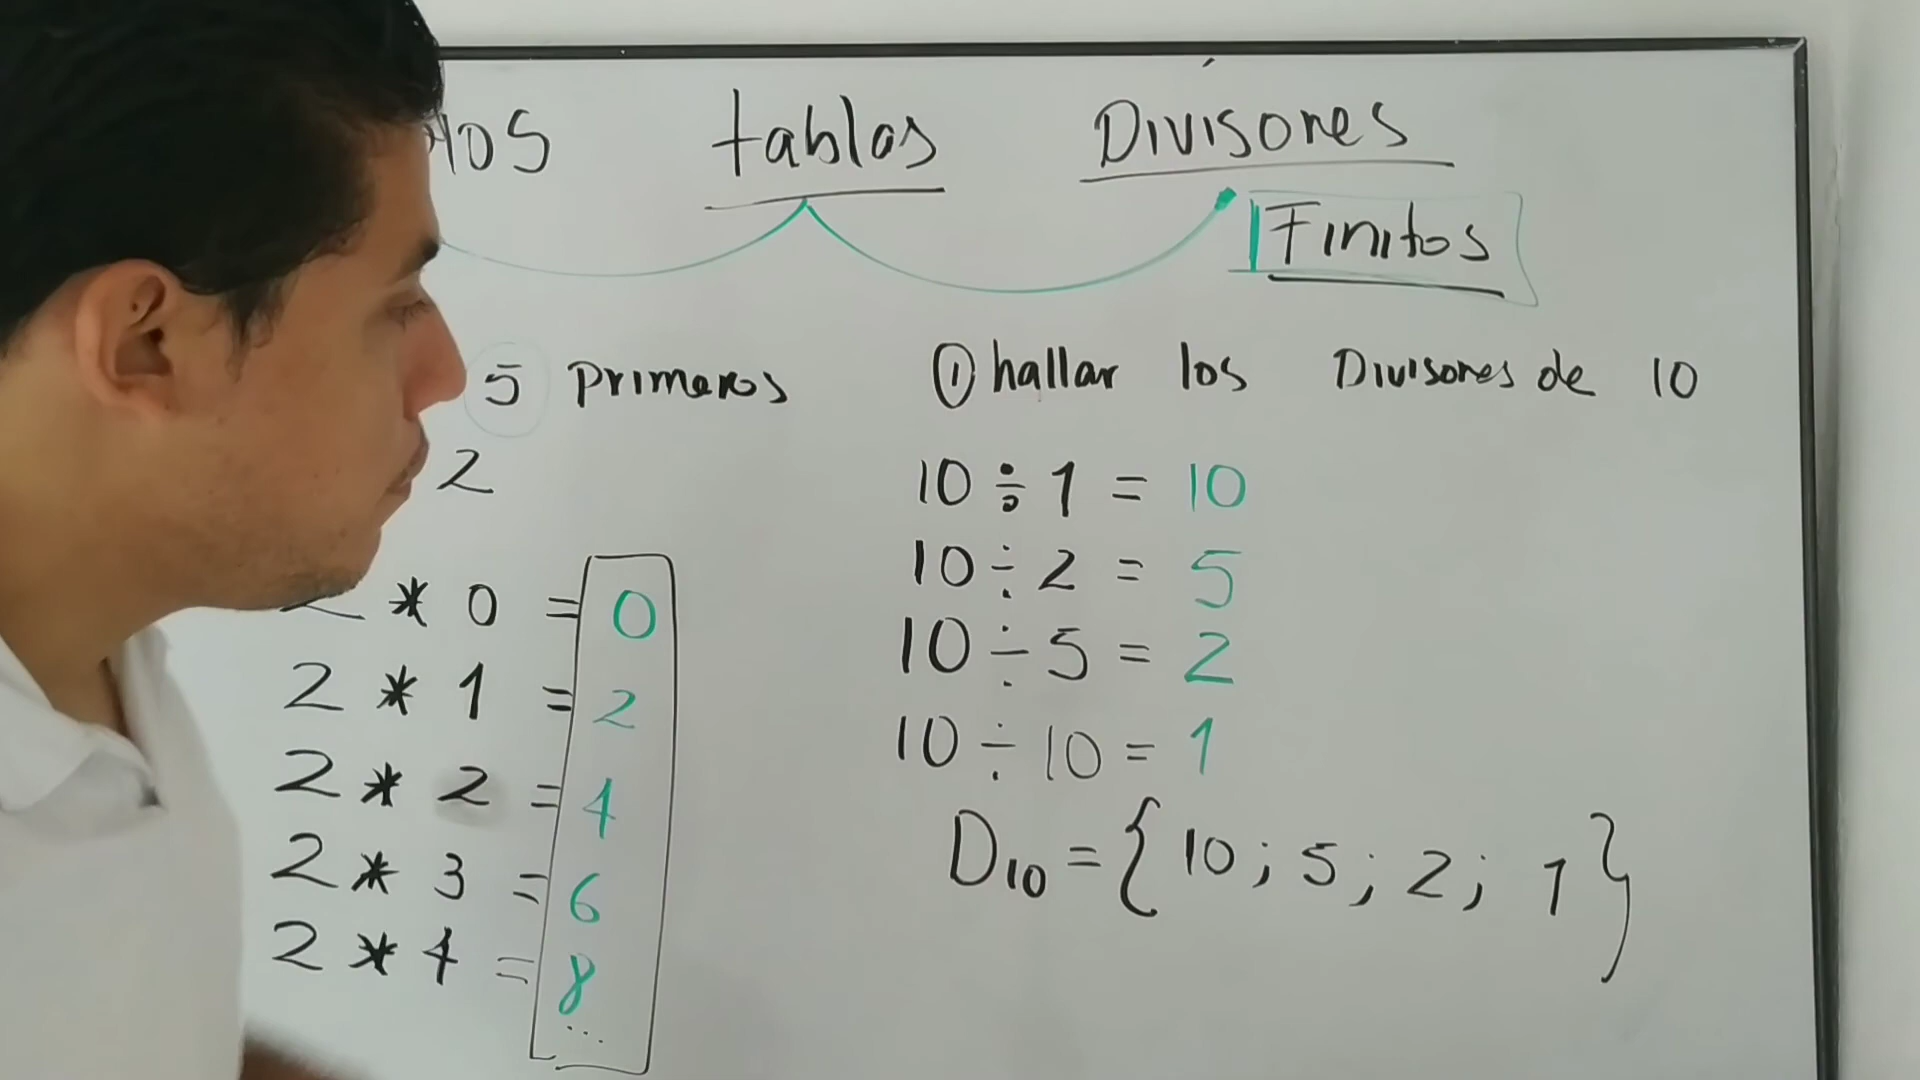 tablas Divisores
Finitos
5 primeros
2
2 * 0 = 0
2 * 1 = 2
2 * 2 = 4
2 * 3 = 6
2 * 4 = 8
...
① hallar los Divisores de 10
10 ÷ 1 = 10
10 ÷ 2 = 5
10 ÷ 5 = 2
10 ÷ 10 = 1
D10 = { 10 ; 5 ; 2 ; 1 }